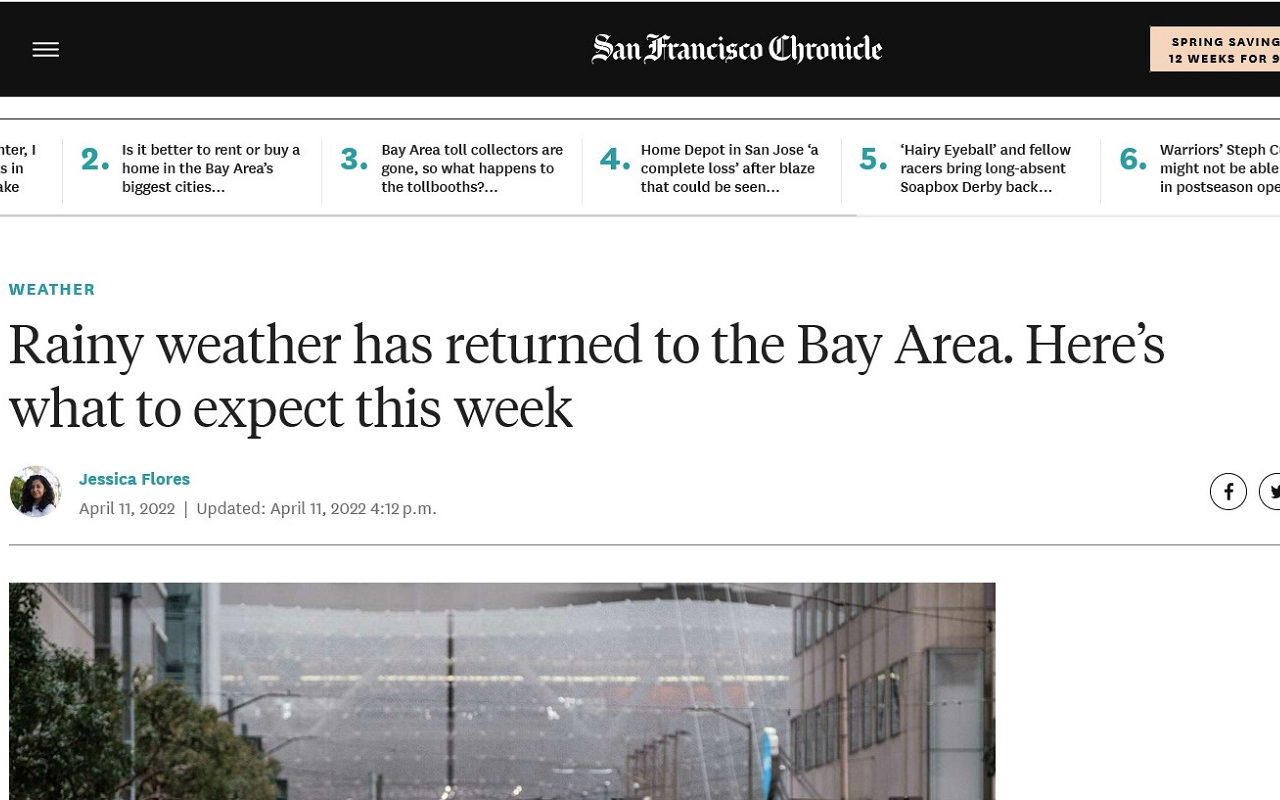 San Francisco Chronicle
SPRING SAVING
12 WEEKS FOR 9
nter, I
s in
ake
2.
Is it better to rent or buy a
home in the Bay Area's
biggest cities...
3.
Bay Area toll collectors are
gone, so what happens to
the tollbooths?...
4.
Home Depot in San Jose ‘a
complete loss’ after blaze
that could be seen...
5.
‘Hairy Eyeball’ and fellow
racers bring long-absent
Soapbox Derby back...
6.
Warriors’ Steph C
might not be able
in postseason ope
WEATHER
Rainy weather has returned to the Bay Area. Here’s
what to expect this week
Jessica Flores
April 11, 2022 | Updated: April 11, 2022 4:12 p.m.